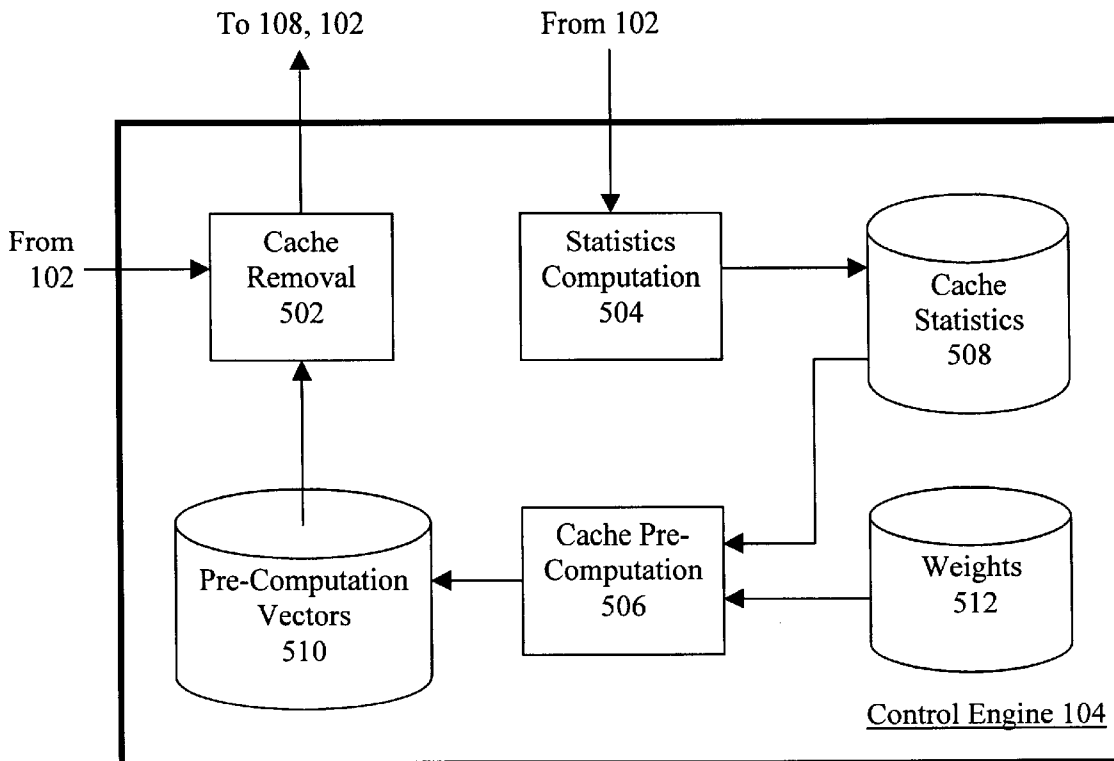 To 108, 102
From 102
From
102
Cache
Removal
502
Statistics
Computation
504
Cache
Statistics
508
Pre-Computation
Vectors
510
Cache Pre-
Computation
506
Weights
512
Control Engine 104